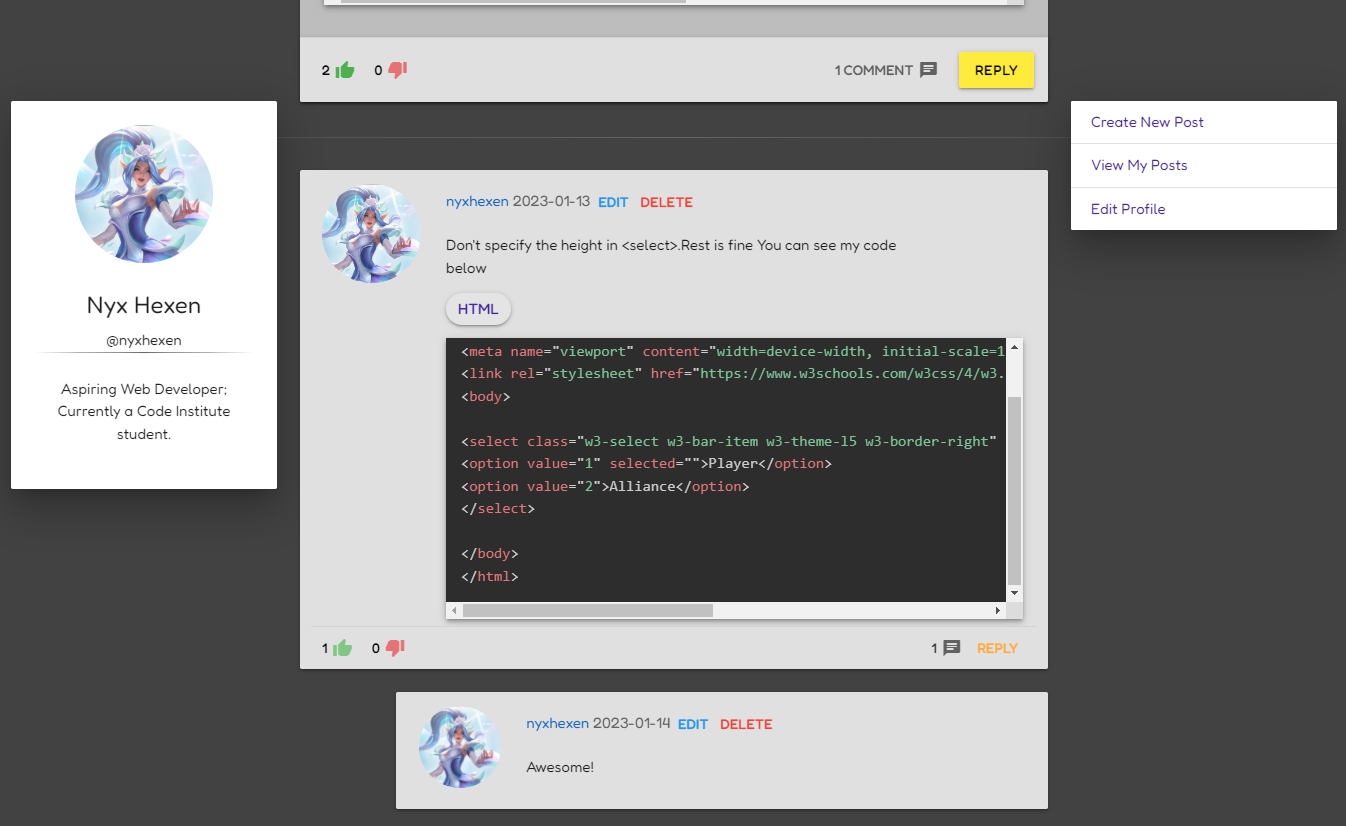 2 0 1 COMMENT REPLY
Nyx Hexen
@nyxhexen
Aspiring Web Developer;
Currently a Code Institute
student.
nyxhexen 2023-01-13 EDIT DELETE
Don't specify the height in <select>.Rest is fine You can see my code
below
HTML
<meta name="viewport" content="width=device-width, initial-scale=1
<link rel="stylesheet" href="https://www.w3schools.com/w3css/4/w3.
<body>
<select class="w3-select w3-bar-item w3-theme-l5 w3-border-right"
<option value="1" selected="">Player</option>
<option value="2">Alliance</option>
</select>
</body>
</html>
1 0 1 REPLY
nyxhexen 2023-01-14 EDIT DELETE
Awesome!
Create New Post
View My Posts
Edit Profile